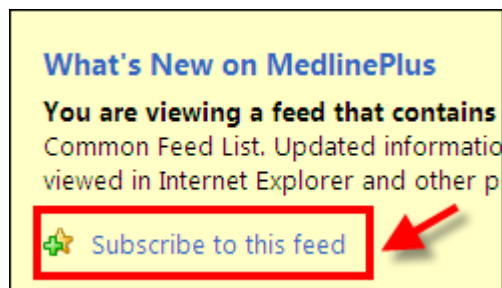 What's New on MedlinePlus
You are viewing a feed that contains
Common Feed List. Updated informatio
viewed in Internet Explorer and other p
Subscribe to this feed